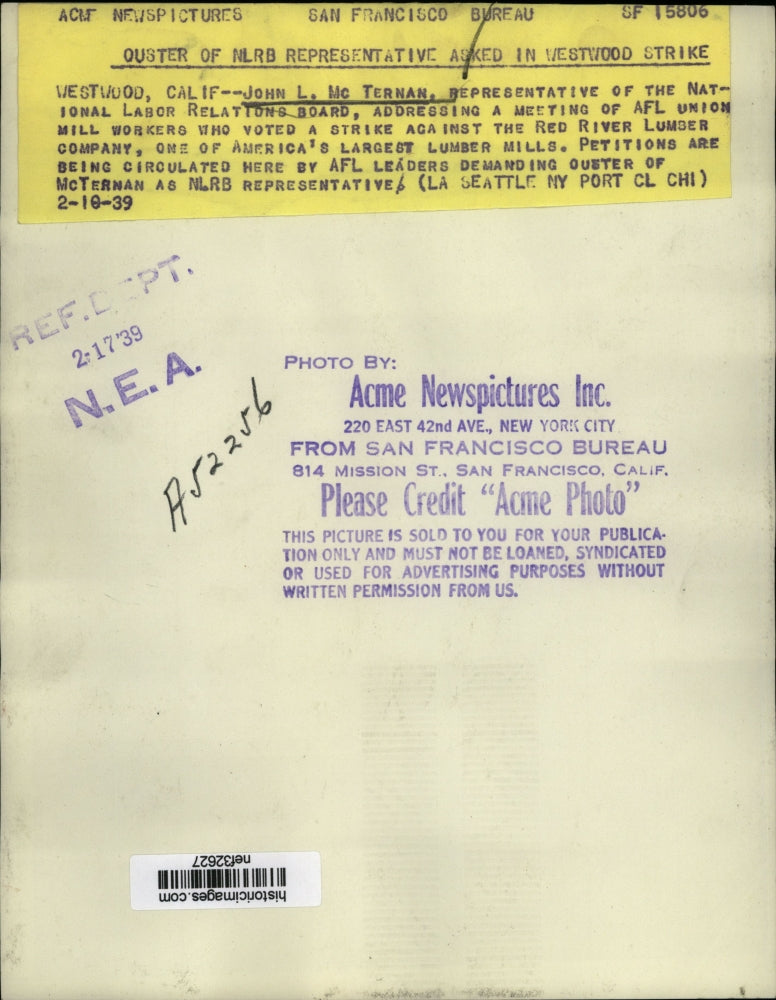 ACME NEWSPICTURES SAN FRANCISCO BUREAU SF 15806
OUSTER OF NLRB REPRESENTATIVE ASKED IN WESTWOOD STRIKE
WESTWOOD, CALIF--JOHN L. MC TERNAN, REPRESENTATIVE OF THE NAT-
IONAL LABOR RELATIONS BOARD, ADDRESSING A MEETING OF AFL UNION
MILL WORKERS WHO VOTED A STRIKE AGAINST THE RED RIVER LUMBER
COMPANY, ONE OF AMERICA'S LARGEST LUMBER MILLS. PETITIONS ARE
BEING CIRCULATED HERE BY AFL LEADERS DEMANDING OUSTER OF
MCTERNAN AS NLRB REPRESENTATIVE. (LA SEATTLE NY PORT CL CHI)
2-10-39
REF. DEPT.
2-17'39
N.E.A.
A52256
PHOTO BY:
Acme Newspictures Inc.
220 EAST 42nd AVE., NEW YORK CITY
FROM SAN FRANCISCO BUREAU
814 MISSION ST., SAN FRANCISCO, CALIF.
Please Credit “Acme Photo”
THIS PICTURE IS SOLD TO YOU FOR YOUR PUBLICA-
TION ONLY AND MUST NOT BE LOANED, SYNDICATED
OR USED FOR ADVERTISING PURPOSES WITHOUT
WRITTEN PERMISSION FROM US.
historicimages.com
nef32627